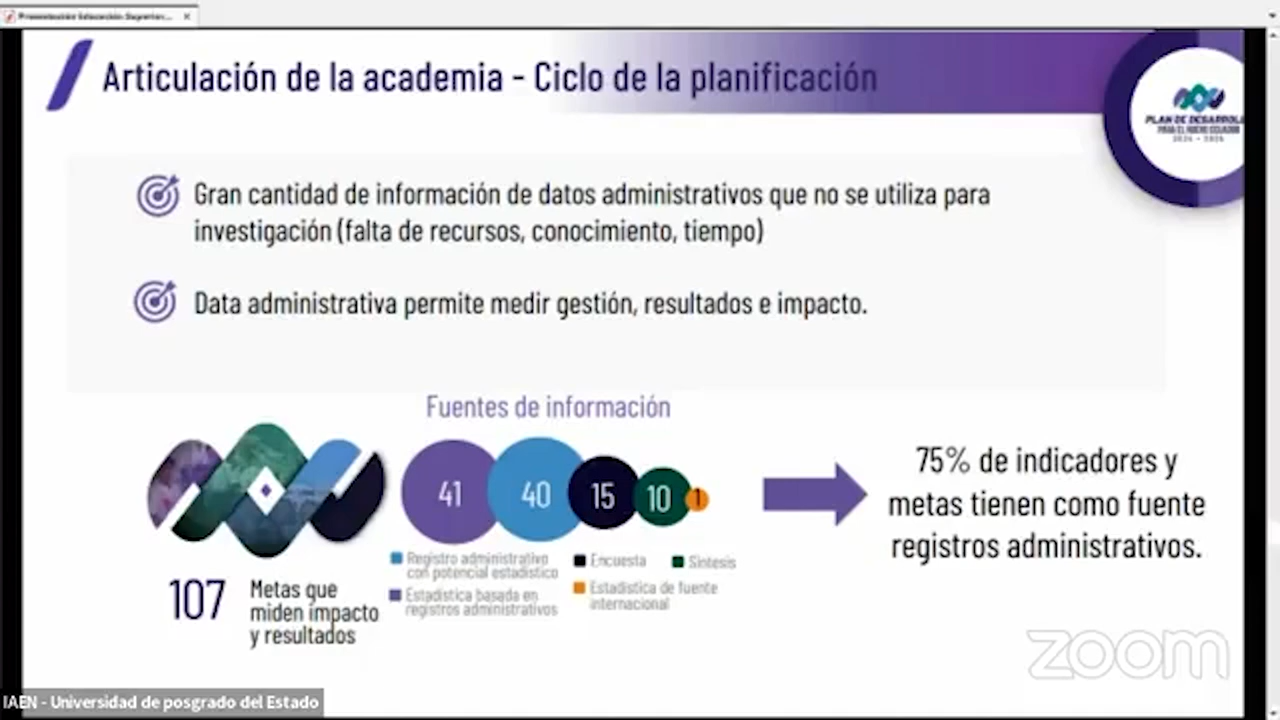 Presentación Educación Superior...
Articulación de la academia - Ciclo de la planificación
PLAN DE DESARROLL
PARA EL NUEVO ECUADOR
2024 - 2025
Gran cantidad de información de datos administrativos que no se utiliza para
investigación (falta de recursos, conocimiento, tiempo)
Data administrativa permite medir gestión, resultados e impacto.
Fuentes de información
41
40
15
10
1
75% de indicadores y
metas tienen como fuente
registros administrativos.
Registro administrativo
con potencial estadístico
Encuesta
Síntesis
Estadística basada en
registros administrativos
Estadística de fuente
internacional
107
Metas que
miden impacto
y resultados
zoom
IAEN - Universidad de posgrado del Estado